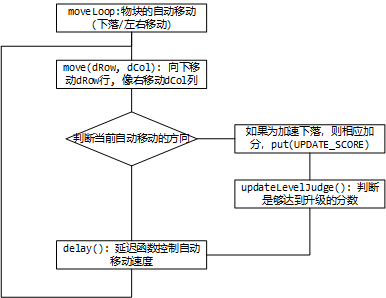 moveLoop:物块的自动移动
(下落/左右移动)
move(dRow, dCol): 向下移
动dRow行, 像右移动dCol列
判断当前自动移动的方向
如果为加速下落，则相应加
分，put(UPDATE_SCORE)
updateLevelJudge(): 判断
是够达到升级的分数
delay(): 延迟函数控制自动
移动速度